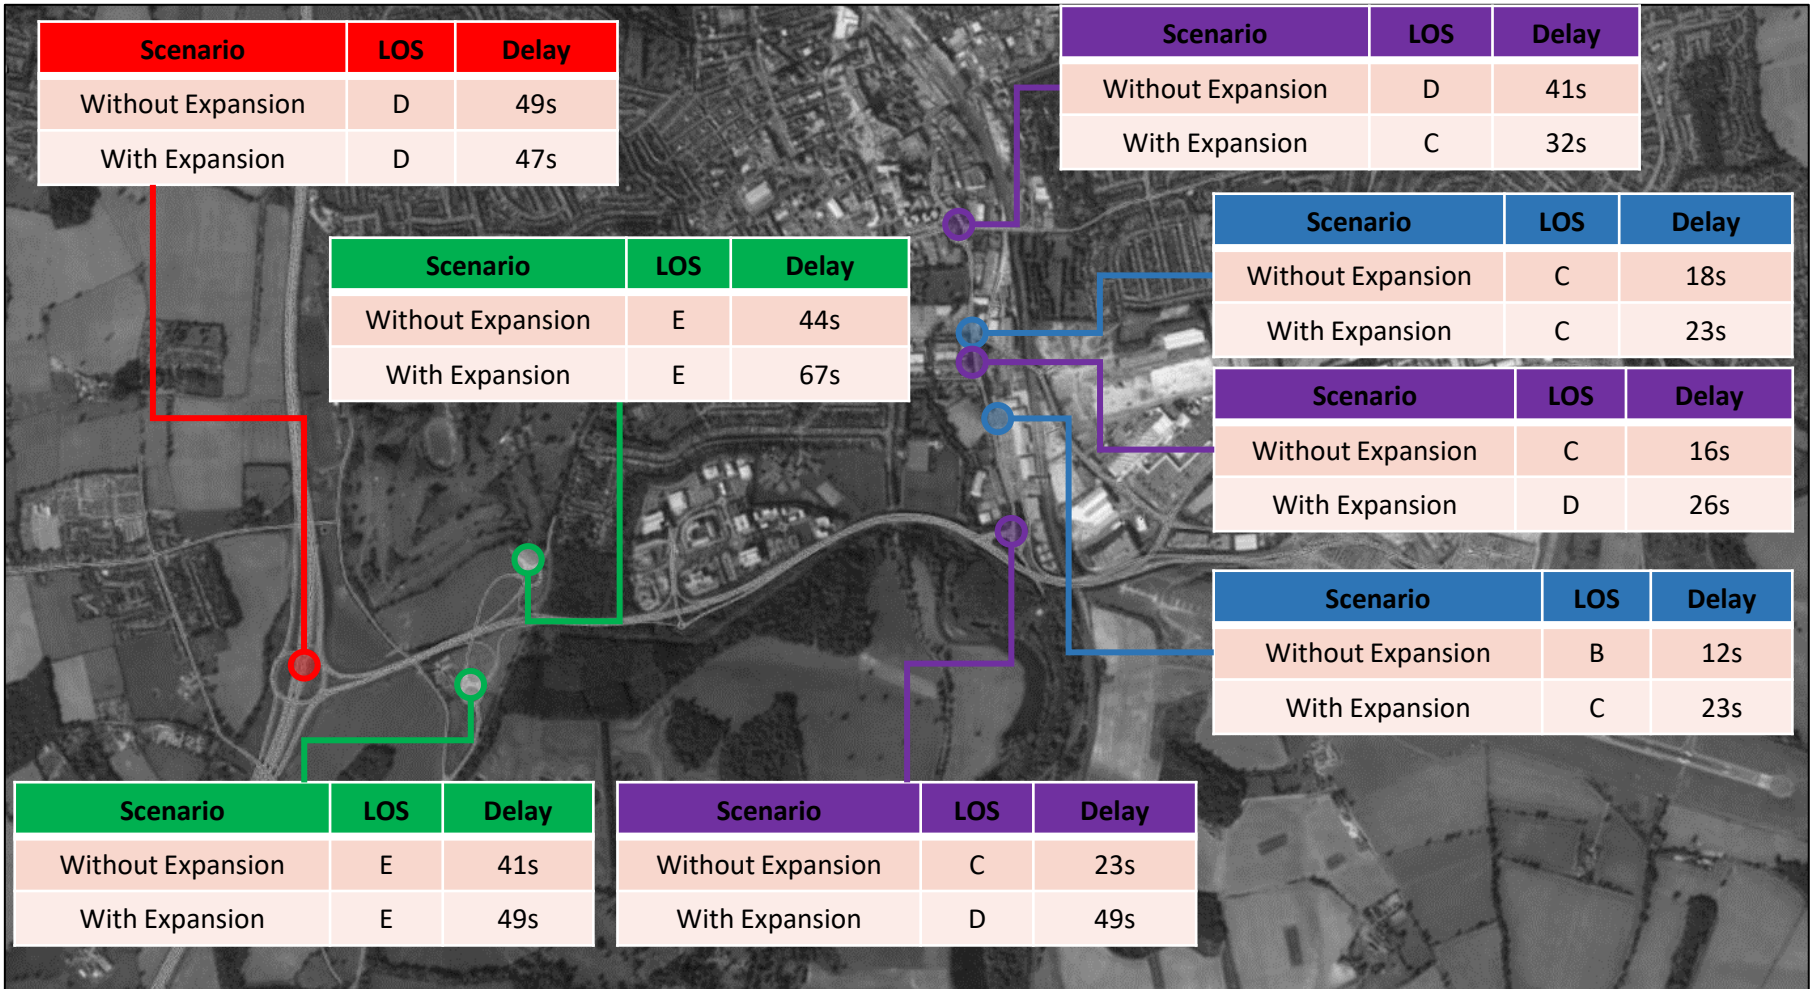 Scenario LOS Delay
Without Expansion D 49s
With Expansion D 47s
Scenario LOS Delay
Without Expansion D 41s
With Expansion C 32s
Scenario LOS Delay
Without Expansion C 18s
With Expansion C 23s
Scenario LOS Delay
Without Expansion E 44s
With Expansion E 67s
Scenario LOS Delay
Without Expansion C 16s
With Expansion D 26s
Scenario LOS Delay
Without Expansion B 12s
With Expansion C 23s
Scenario LOS Delay
Without Expansion E 41s
With Expansion E 49s
Scenario LOS Delay
Without Expansion C 23s
With Expansion D 49s